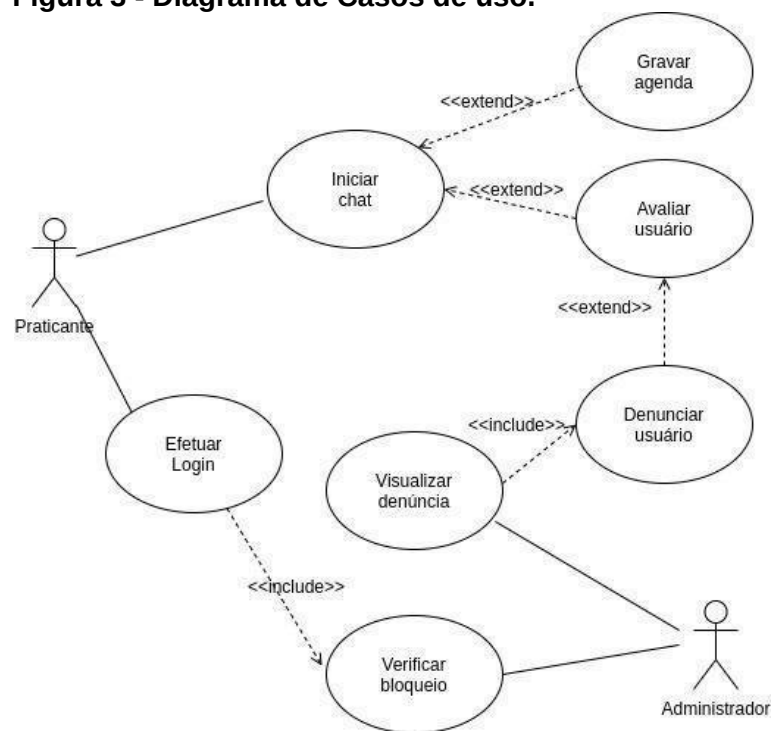 Figura 3 - Diagrama de Casos de uso.
Gravar
agenda
<<extend>>
Iniciar
chat
<<extend>>
Avaliar
usuário
<<extend>>
Praticante
Denunciar
usuário
<<include>>
Efetuar
Login
Visualizar
denúncia
<<include>>
Verificar
bloqueio
Administrador